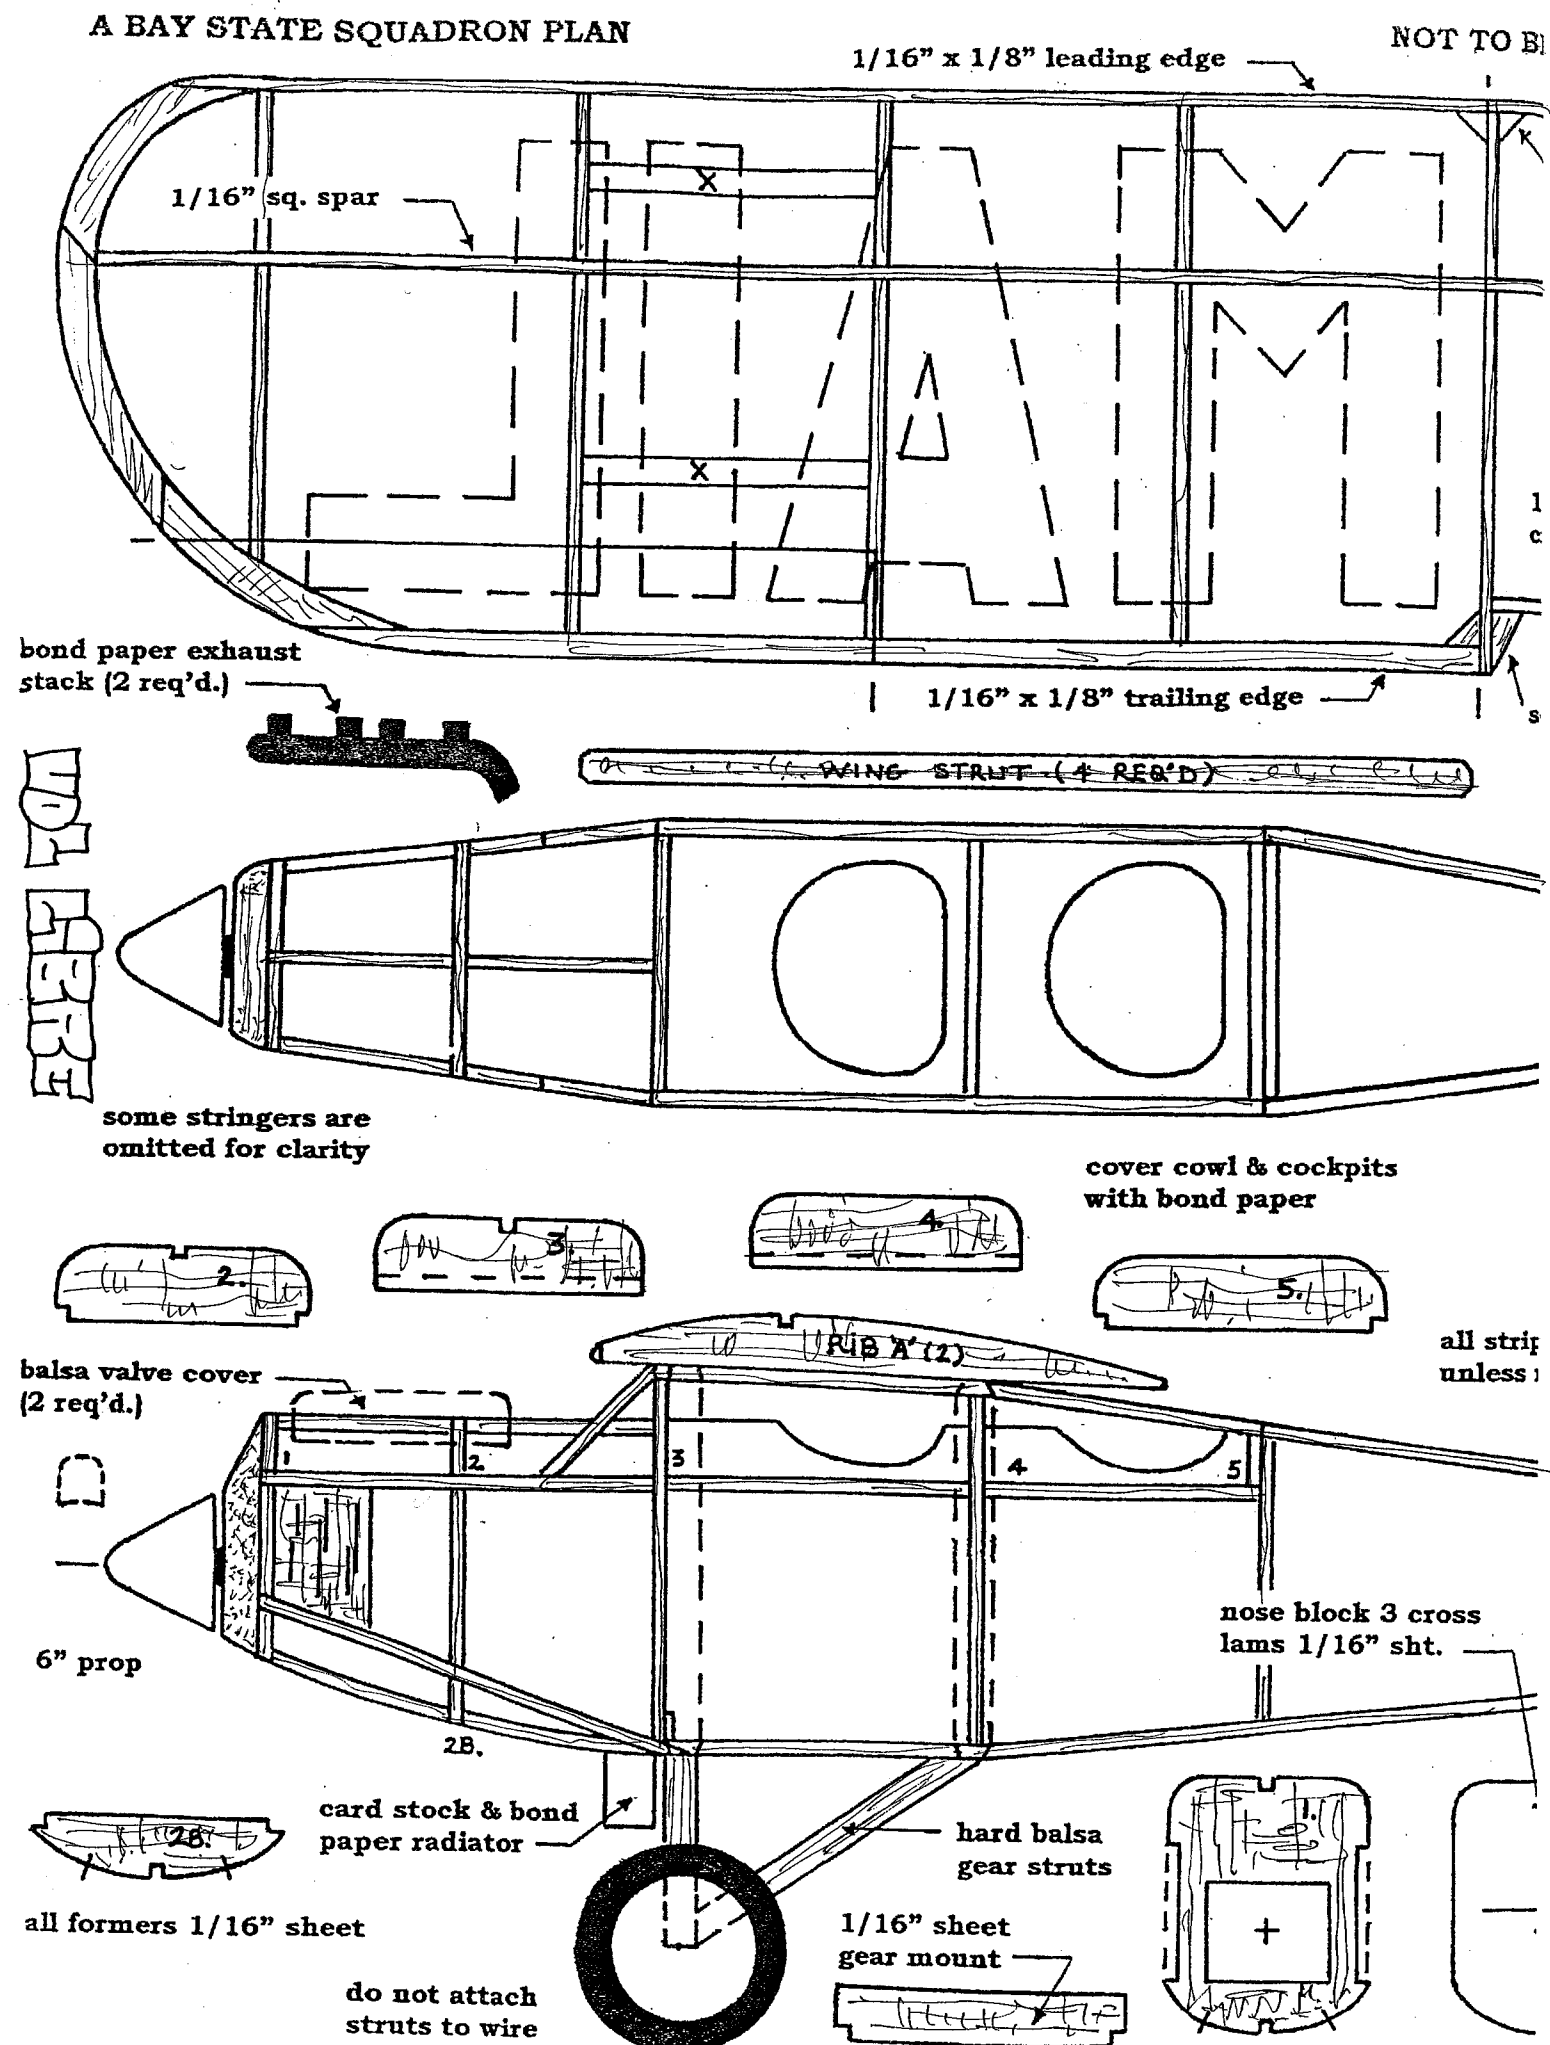 A BAY STATE SQUADRON PLAN
NOT TO
1/16” x 1/8” leading edge
K
X
1/16” sq. spar
X
I-AM
bond paper exhaust
stack (2 req’d.)
1/16” x 1/8” trailing edge
WING STRUT (4 REQ’D)
some stringers are
omitted for clarity
cover cowl & cockpits
with bond paper
2.
3
4.
5.
RIB ‘A’ (2)
all strip
unless
balsa valve cover
(2 req’d.)
1
2
3
4
5
nose block 3 cross
lams 1/16” sht.
6” prop
2B.
card stock & bond
paper radiator
hard balsa
gear struts
1.
2B.
all formers 1/16” sheet
1/16” sheet
gear mount
do not attach
struts to wire